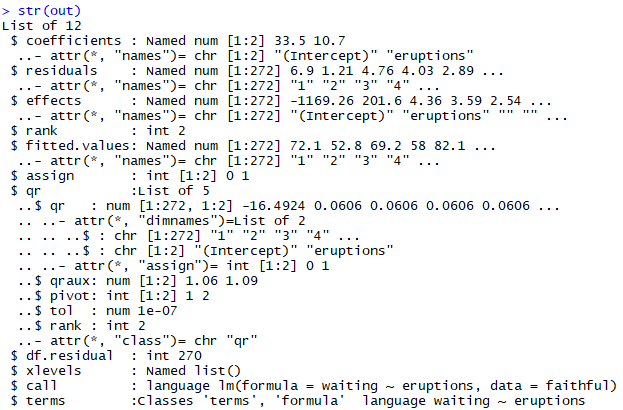 > str(out)
List of 12
 $ coefficients : Named num [1:2] 33.5 10.7
  ..- attr(*, "names")= chr [1:2] "(Intercept)" "eruptions"
 $ residuals    : Named num [1:272] 6.9 1.21 4.76 4.03 2.89 ...
  ..- attr(*, "names")= chr [1:272] "1" "2" "3" "4" ...
 $ effects      : Named num [1:272] -1169.26 201.6 4.36 3.59 2.54 ...
  ..- attr(*, "names")= chr [1:272] "(Intercept)" "eruptions" "" "" ...
 $ rank         : int 2
 $ fitted.values: Named num [1:272] 72.1 52.8 69.2 58 82.1 ...
  ..- attr(*, "names")= chr [1:272] "1" "2" "3" "4" ...
 $ assign       : int [1:2] 0 1
 $ qr           :List of 5
  ..$ qr   : num [1:272, 1:2] -16.4924 0.0606 0.0606 0.0606 0.0606 ...
  .. ..- attr(*, "dimnames")=List of 2
  .. .. ..$ : chr [1:272] "1" "2" "3" "4" ...
  .. .. ..$ : chr [1:2] "(Intercept)" "eruptions"
  .. ..- attr(*, "assign")= int [1:2] 0 1
  ..$ qraux: num [1:2] 1.06 1.09
  ..$ pivot: int [1:2] 1 2
  ..$ tol  : num 1e-07
  ..$ rank : int 2
  ..- attr(*, "class")= chr "qr"
 $ df.residual  : int 270
 $ xlevels      : Named list()
 $ call         : language lm(formula = waiting ~ eruptions, data = faithful)
 $ terms        :Classes 'terms', 'formula'  language waiting ~ eruptions